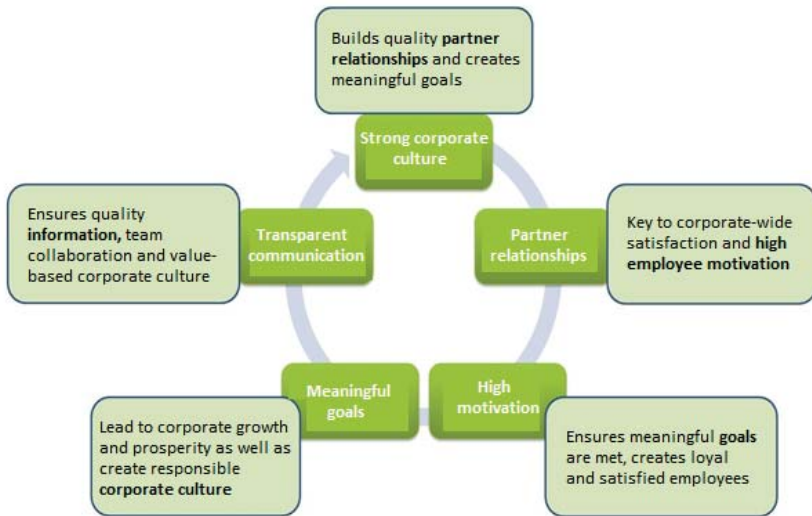 Builds quality partner
relationships and creates
meaningful goals
Strong corporate
culture
Ensures quality
information, team
collaboration and value-
based corporate culture
Transparent
communication
Partner
relationships
Key to corporate-wide
satisfaction and high
employee motivation
Meaningful
goals
High
motivation
Lead to corporate growth
and prosperity as well as
create responsible
corporate culture
Ensures meaningful goals
are met, creates loyal
and satisfied employees